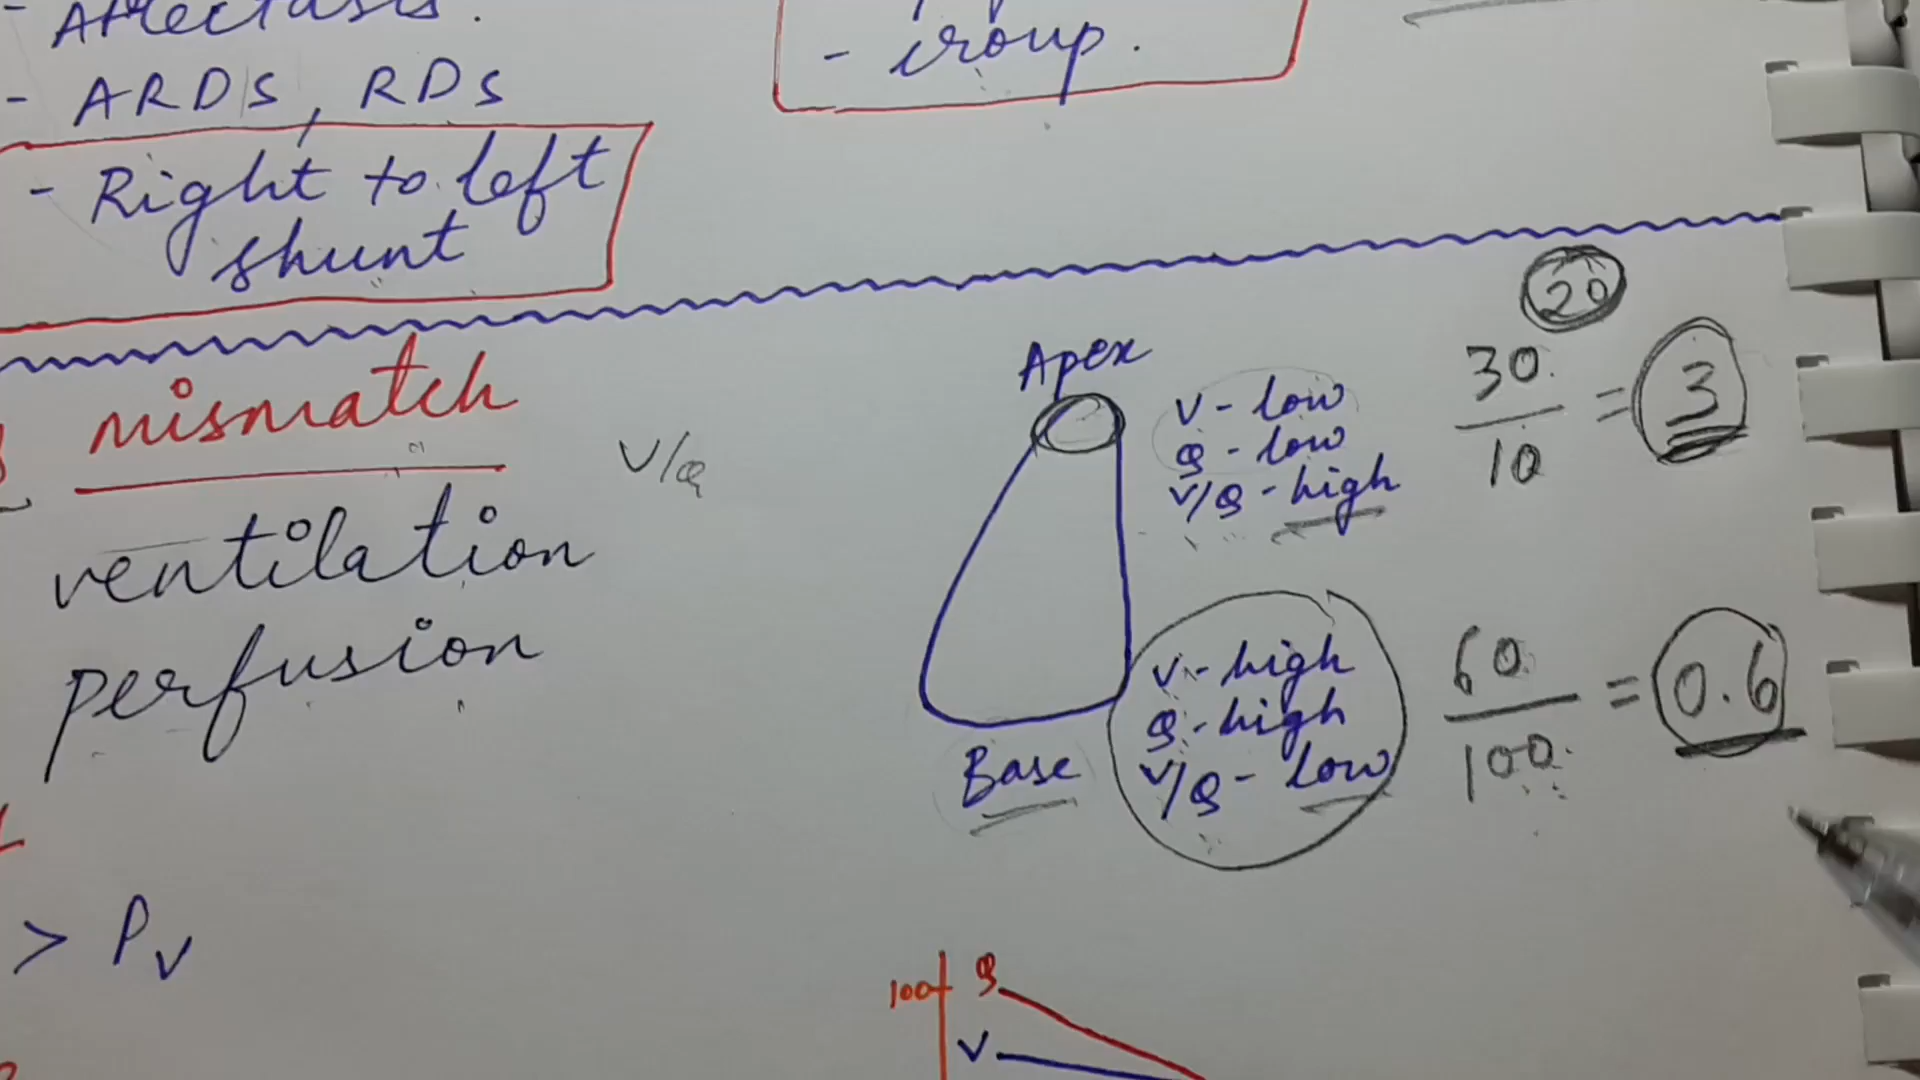 - Atelectasis.
- ARDS, RDS
- Right to left
shunt
- croup.
mismatch
ventilation
perfusion
V/Q
> Pv
Apex
V - low
Q - low
V/Q - high
Base
V - high
Q - high
V/Q - low
20
30
10
= 3
60
100
= 0.6
100
Q
V